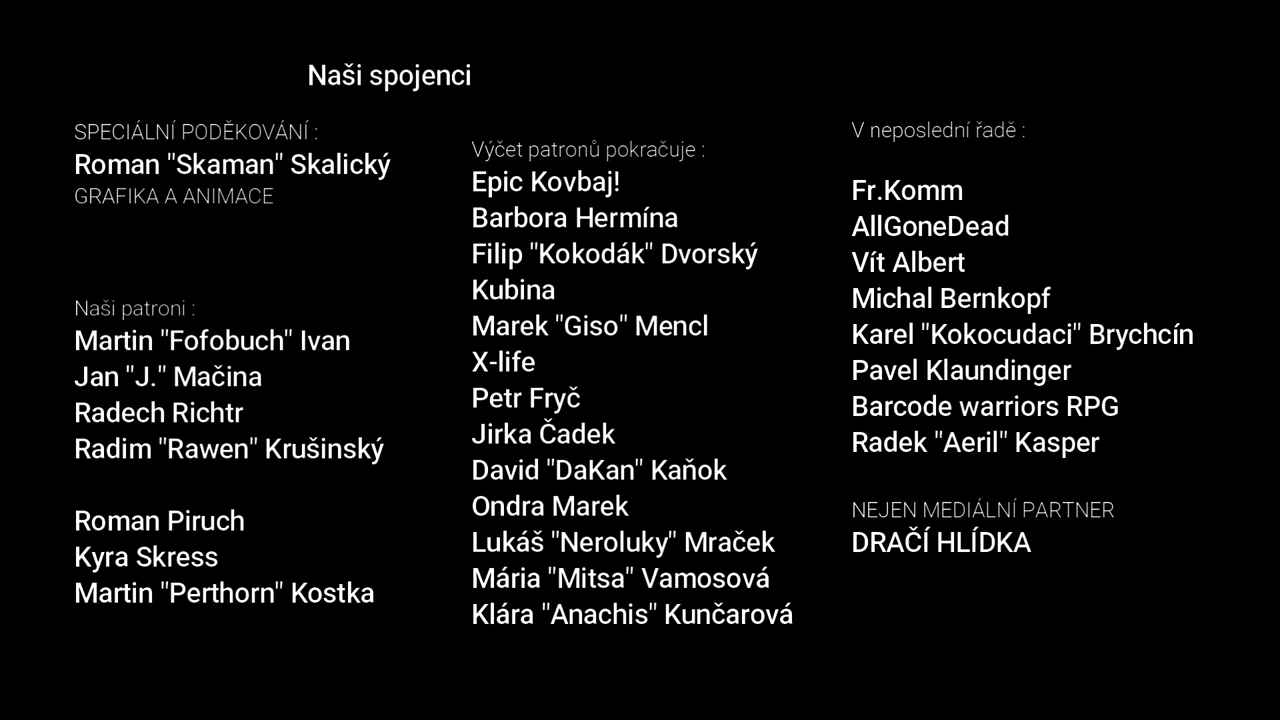 Naši spojenci
SPECIÁLNÍ PODĚKOVÁNÍ :
Roman "Skaman" Skalický
GRAFIKA A ANIMACE
Naši patroni :
Martin "Fofobuch" Ivan
Jan "J." Mačina
Radech Richtr
Radim "Rawen" Krušinský
Roman Piruch
Kyra Skress
Martin "Perthorn" Kostka
Výčet patronů pokračuje :
Epic Kovbaj!
Barbora Hermína
Filip "Kokodák" Dvorský
Kubina
Marek "Giso" Mencl
X-life
Petr Fryč
Jirka Čadek
David "DaKan" Kaňok
Ondra Marek
Lukáš "Neroluky" Mraček
Mária "Mitsa" Vamosová
Klára "Anachis" Kunčarová
V neposlední řadě :
Fr.Komm
AllGoneDead
Vít Albert
Michal Bernkopf
Karel "Kokocudaci" Brychcín
Pavel Klaundinger
Barcode warriors RPG
Radek "Aeril" Kasper
NEJEN MEDIÁLNÍ PARTNER
DRAČÍ HLÍDKA